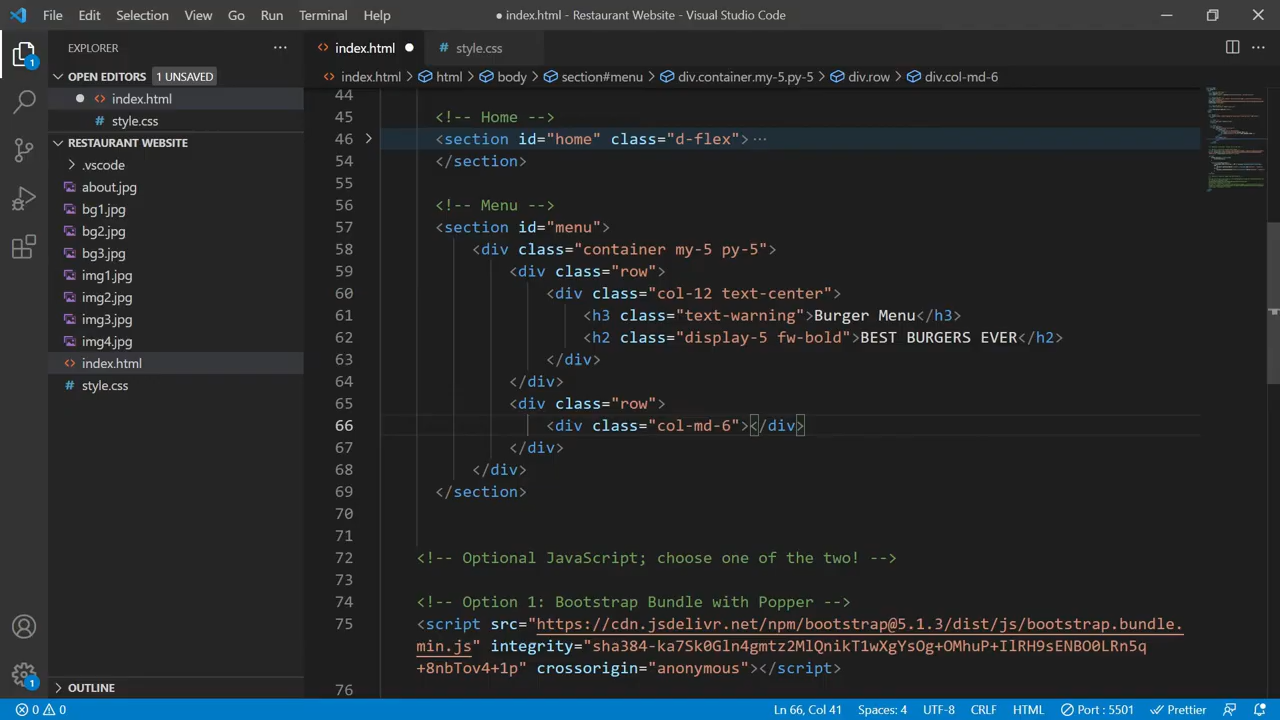 File Edit Selection View Go Run Terminal Help
● index.html - Restaurant Website - Visual Studio Code
EXPLORER
OPEN EDITORS 1 UNSAVED
index.html
style.css
RESTAURANT WEBSITE
.vscode
about.jpg
bg1.jpg
bg2.jpg
bg3.jpg
img1.jpg
img2.jpg
img3.jpg
img4.jpg
index.html
style.css
OUTLINE
1
1
index.html style.css
index.html > html > body > section#menu > div.container.my-5.py-5 > div.row > div.col-md-6
44
45 <!-- Home -->
46 <section id="home" class="d-flex"> ···
54 </section>
55
56 <!-- Menu -->
57 <section id="menu">
58 <div class="container my-5 py-5">
59 <div class="row">
60 <div class="col-12 text-center">
61 <h3 class="text-warning">Burger Menu</h3>
62 <h2 class="display-5 fw-bold">BEST BURGERS EVER</h2>
63 </div>
64 </div>
65 <div class="row">
66 <div class="col-md-6"></div>
67 </div>
68 </div>
69 </section>
70
71
72 <!-- Optional JavaScript; choose one of the two! -->
73
74 <!-- Option 1: Bootstrap Bundle with Popper -->
75 <script src="https://cdn.jsdelivr.net/npm/bootstrap@5.1.3/dist/js/bootstrap.bundle.
min.js" integrity="sha384-ka7Sk0Gln4gmtz2MlQnikT1wXgYsOg+OMhuP+IlRH9sENBO0LRn5q
+8nbTov4+1p" crossorigin="anonymous"></script>
76
0 0 Ln 66, Col 41 Spaces: 4 UTF-8 CRLF HTML Port : 5501 Prettier